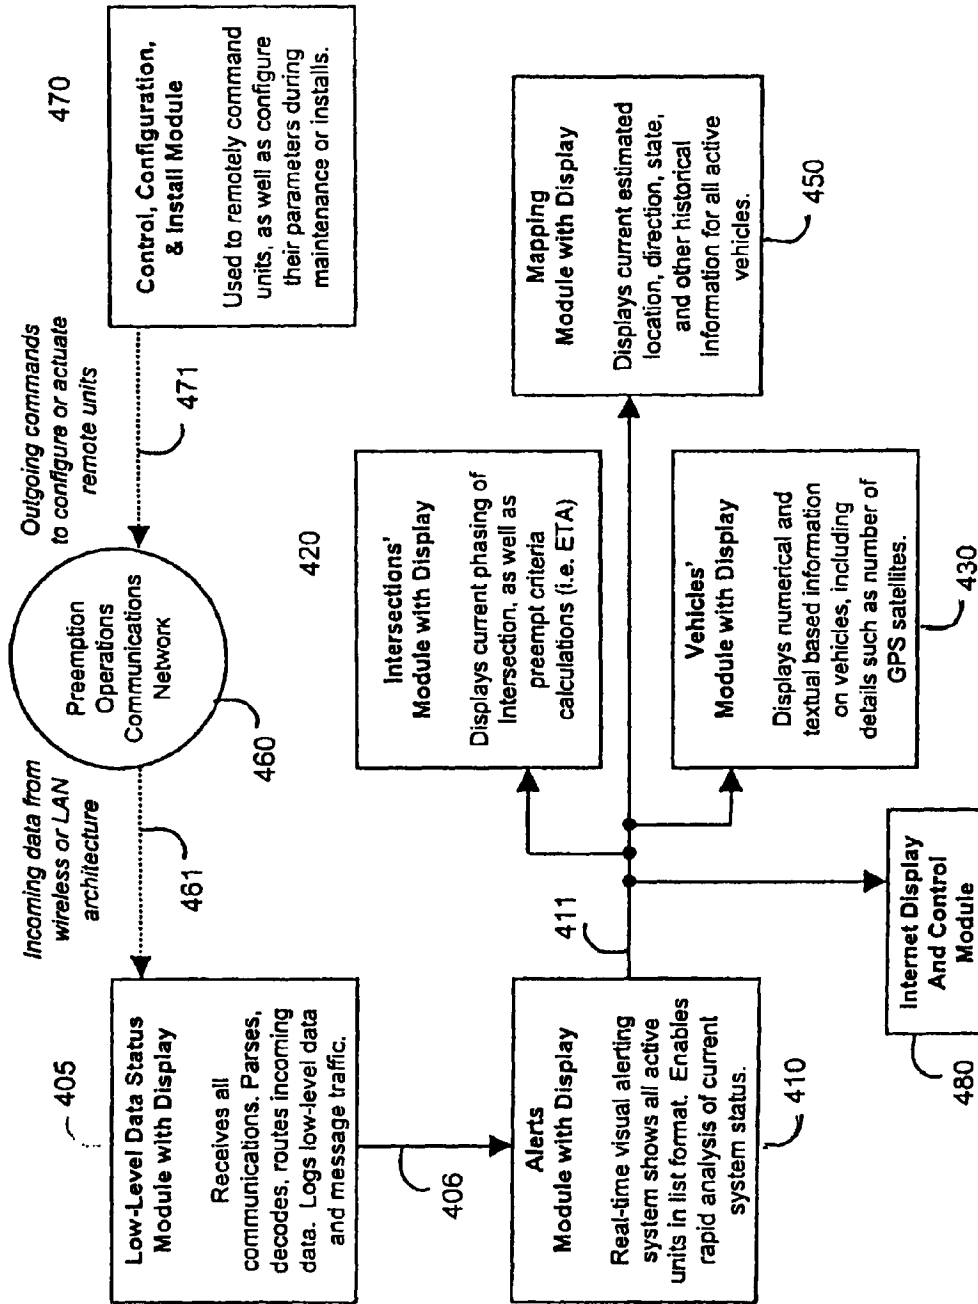 405
Low-Level Data Status
Module with Display
Receives all
communications. Parses,
decodes, routes incoming
data. Logs low-level data
and message traffic.
Incoming data from
wireless or LAN
architecture
461
Preemption
Operations
Communications
Network
460
Outgoing commands
to configure or actuate
remote units
471
470
Control, Configuration,
& Install Module
Used to remotely command
units, as well as configure
their parameters during
maintenance or installs.
406
Alerts
Module with Display
Real-time visual alerting
system shows all active
units in list format. Enables
rapid analysis of current
system status.
410
411
420
Intersections'
Module with Display
Displays current phasing of
Intersection, as well as
preempt criteria
calculations (i.e. ETA)
Vehicles'
Module with Display
Displays numerical and
textual based information
on vehicles, including
details such as number of
GPS satellites.
430
Mapping
Module with Display
Displays current estimated
location, direction, state,
and other historical
information for all active
vehicles.
450
Internet Display
And Control
Module
480